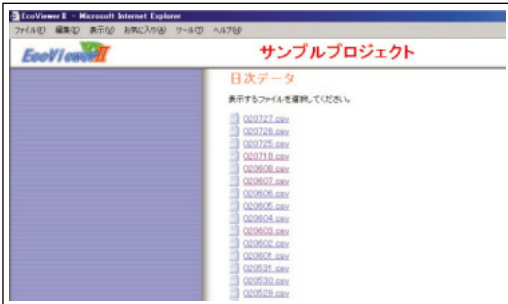 EcoViewer II - Microsoft Internet Explorer
ファイル(F) 編集(E) 表示(V) お気に入り(A) ツール(T) ヘルプ(H)
EcoViewer II
サンプルプロジェクト
日次データ
表示するファイルを選択してください。
020727.csv
020726.csv
020725.csv
020718.csv
020608.csv
020607.csv
020606.csv
020605.csv
020604.csv
020603.csv
020602.csv
020601.csv
020531.csv
020530.csv
020529.csv